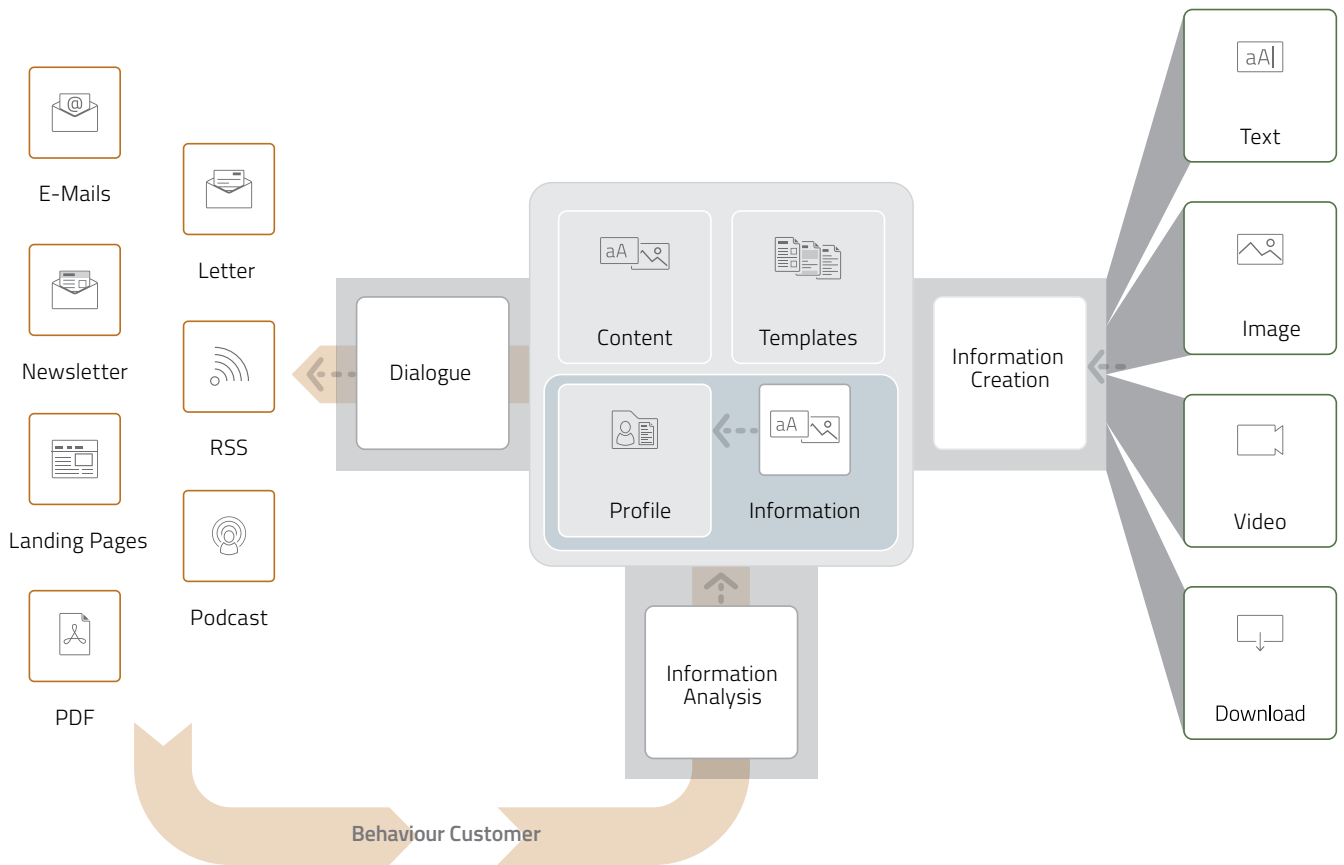 E-Mails
Letter
Newsletter
RSS
Landing Pages
Podcast
PDF
@
Dialogue
aA
Content
Templates
Profile
aA
Information
Information
Analysis
Information
Creation
aA
Text
Image
Video
Download
Behaviour Customer